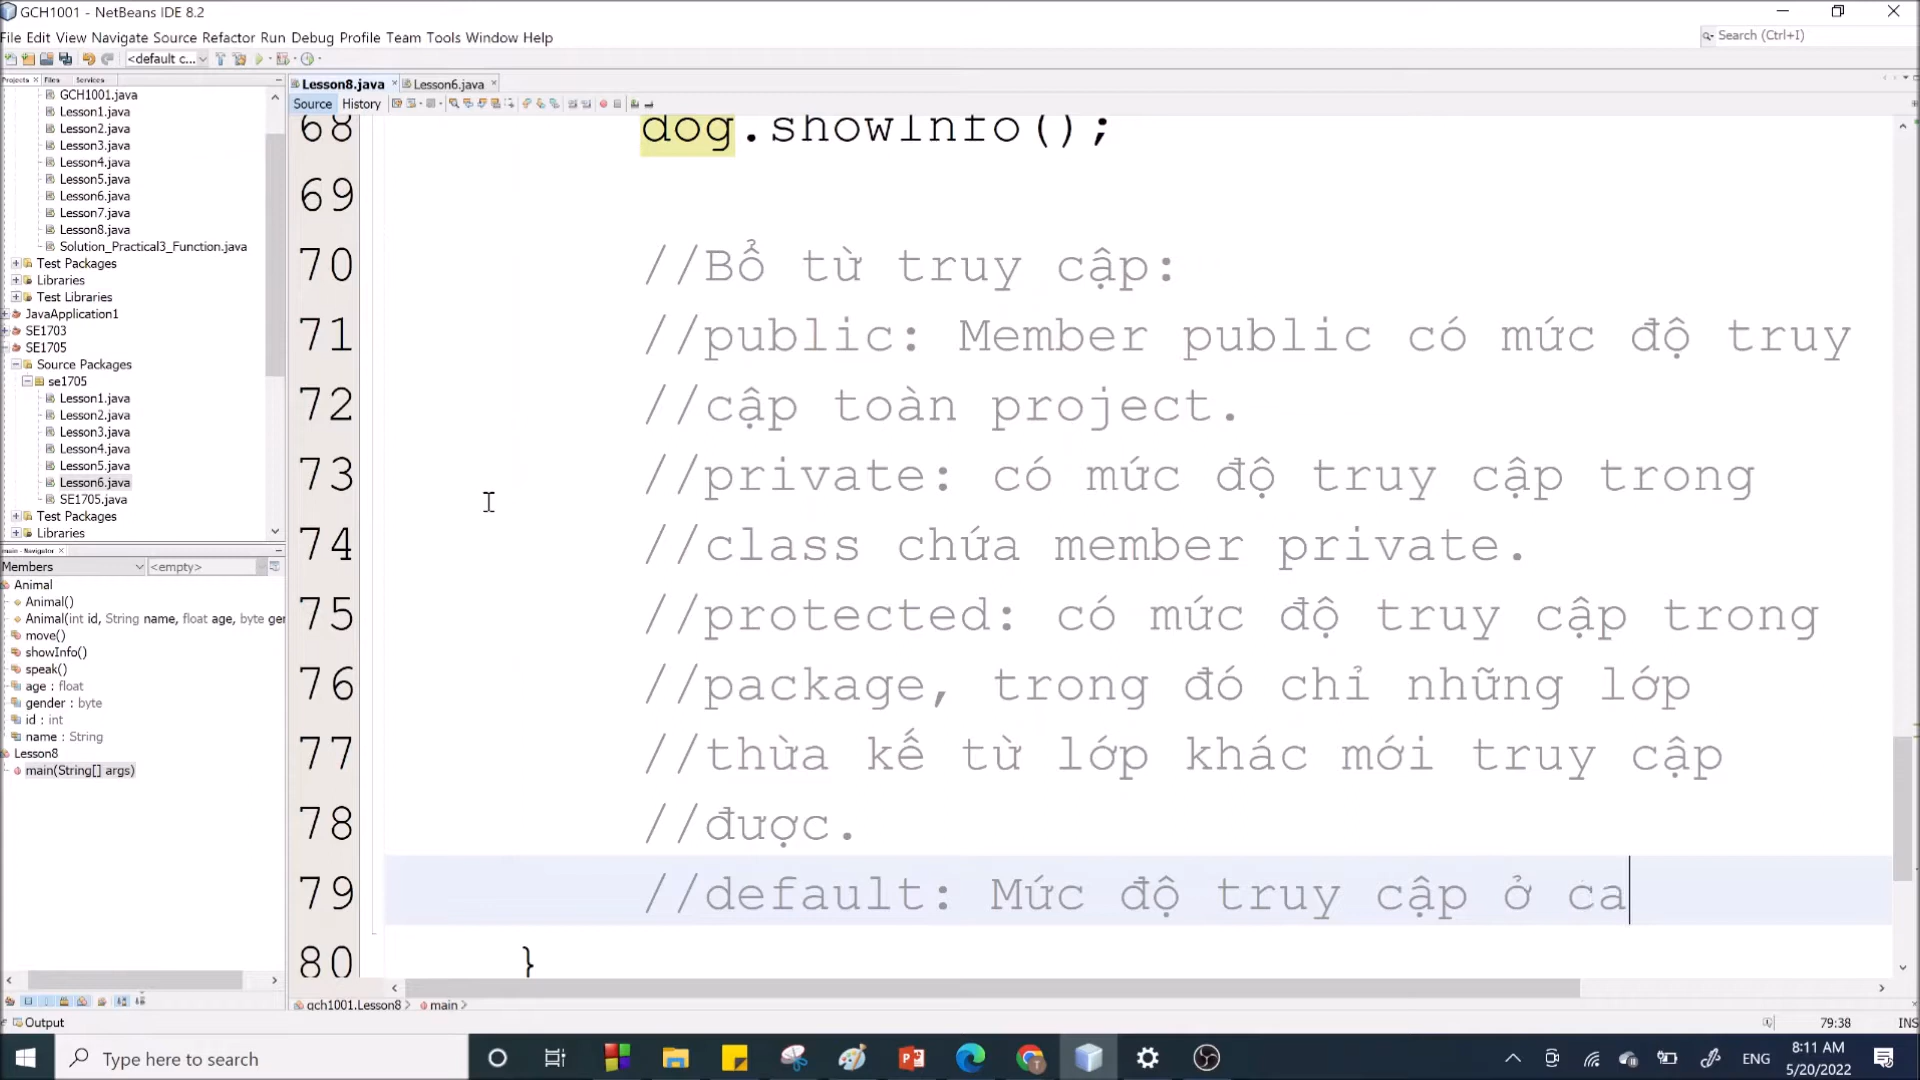 GCH1001 - NetBeans IDE 8.2
File Edit View Navigate Source Refactor Run Debug Profile Team Tools Window Help
Search (Ctrl+I)
<default c...
Projects Files Services
Lesson8.java Lesson6.java
Source History
GCH1001.java
Lesson1.java
Lesson2.java
Lesson3.java
Lesson4.java
Lesson5.java
Lesson6.java
Lesson7.java
Lesson8.java
Solution_Practical3_Function.java
Test Packages
Libraries
Test Libraries
JavaApplication1
SE1703
SE1705
Source Packages
se1705
Lesson1.java
Lesson2.java
Lesson3.java
Lesson4.java
Lesson5.java
Lesson6.java
SE1705.java
Test Packages
Libraries
main - Navigator
Members <empty>
Animal
Animal()
Animal(int id, String name, float age, byte ger
move()
showInfo()
speak()
age : float
gender : byte
id : int
name : String
Lesson8
main(String[] args)
68 dog.showInfo();
69
70 //Bổ từ truy cập:
71 //public: Member public có mức độ truy
72 //cập toàn project.
73 //private: có mức độ truy cập trong
74 //class chứa member private.
75 //protected: có mức độ truy cập trong
76 //package, trong đó chỉ những lớp
77 //thừa kế từ lớp khác mới truy cập
78 //được.
79 //default: Mức độ truy cập ở ca
80 }
gch1001.Lesson8 main
Output
79:38 INS
Type here to search
ENG
8:11 AM
5/20/2022